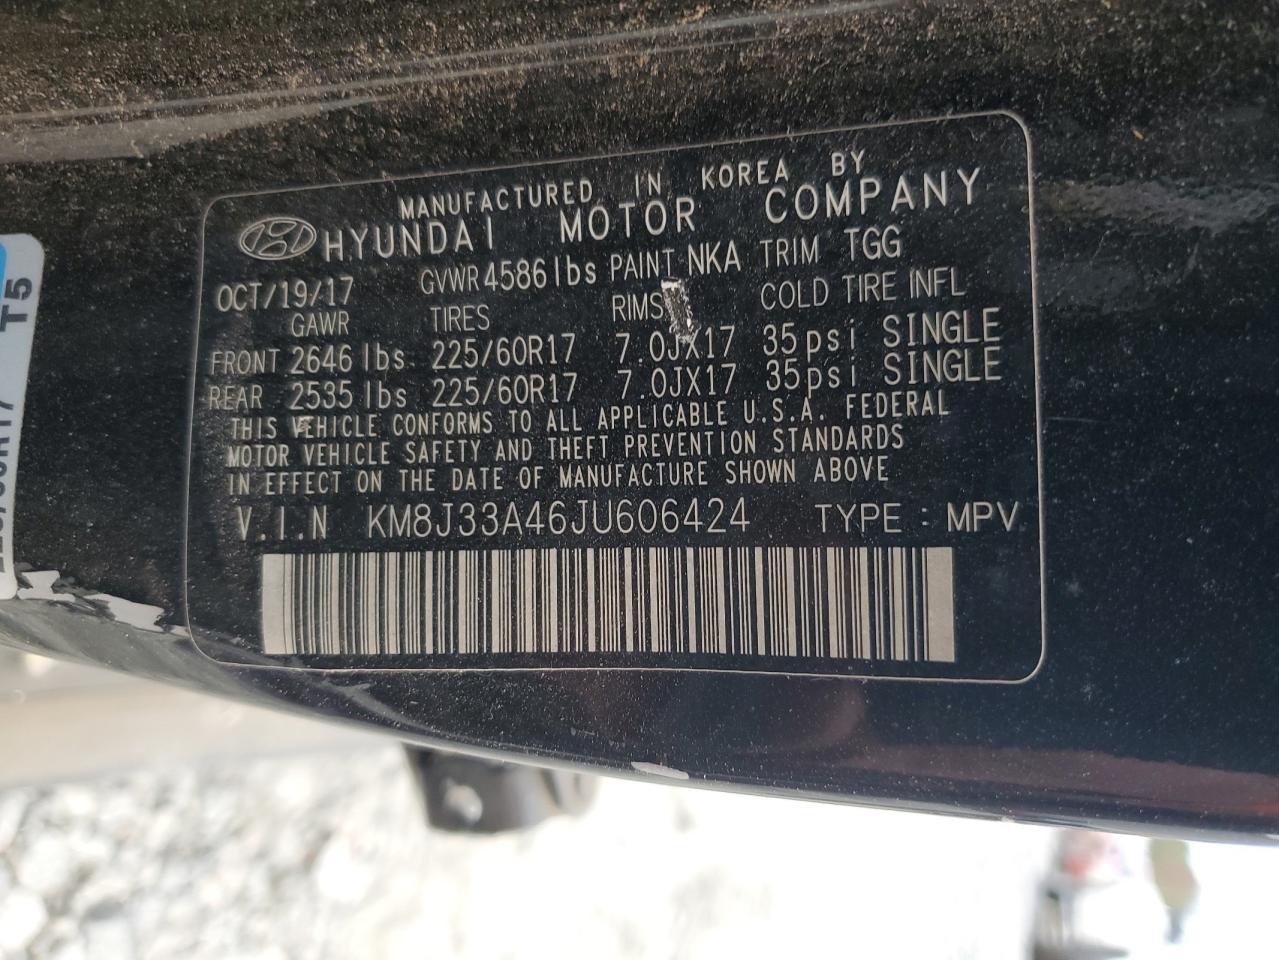 MANUFACTURED IN KOREA BY
HYUNDAI MOTOR COMPANY
OCT/19/17 GVWR 4586 lbs PAINT NKA TRIM TGG
GAWR TIRES RIMS COLD TIRE INFL
FRONT 2646 lbs 225/60R17 7.0JX17 35psi SINGLE
REAR 2535 lbs 225/60R17 7.0JX17 35psi SINGLE
THIS VEHICLE CONFORMS TO ALL APPLICABLE U.S.A. FEDERAL
MOTOR VEHICLE SAFETY AND THEFT PREVENTION STANDARDS
IN EFFECT ON THE DATE OF MANUFACTURE SHOWN ABOVE
V.I.N KM8J33A46JU606424 TYPE : MPV
T5